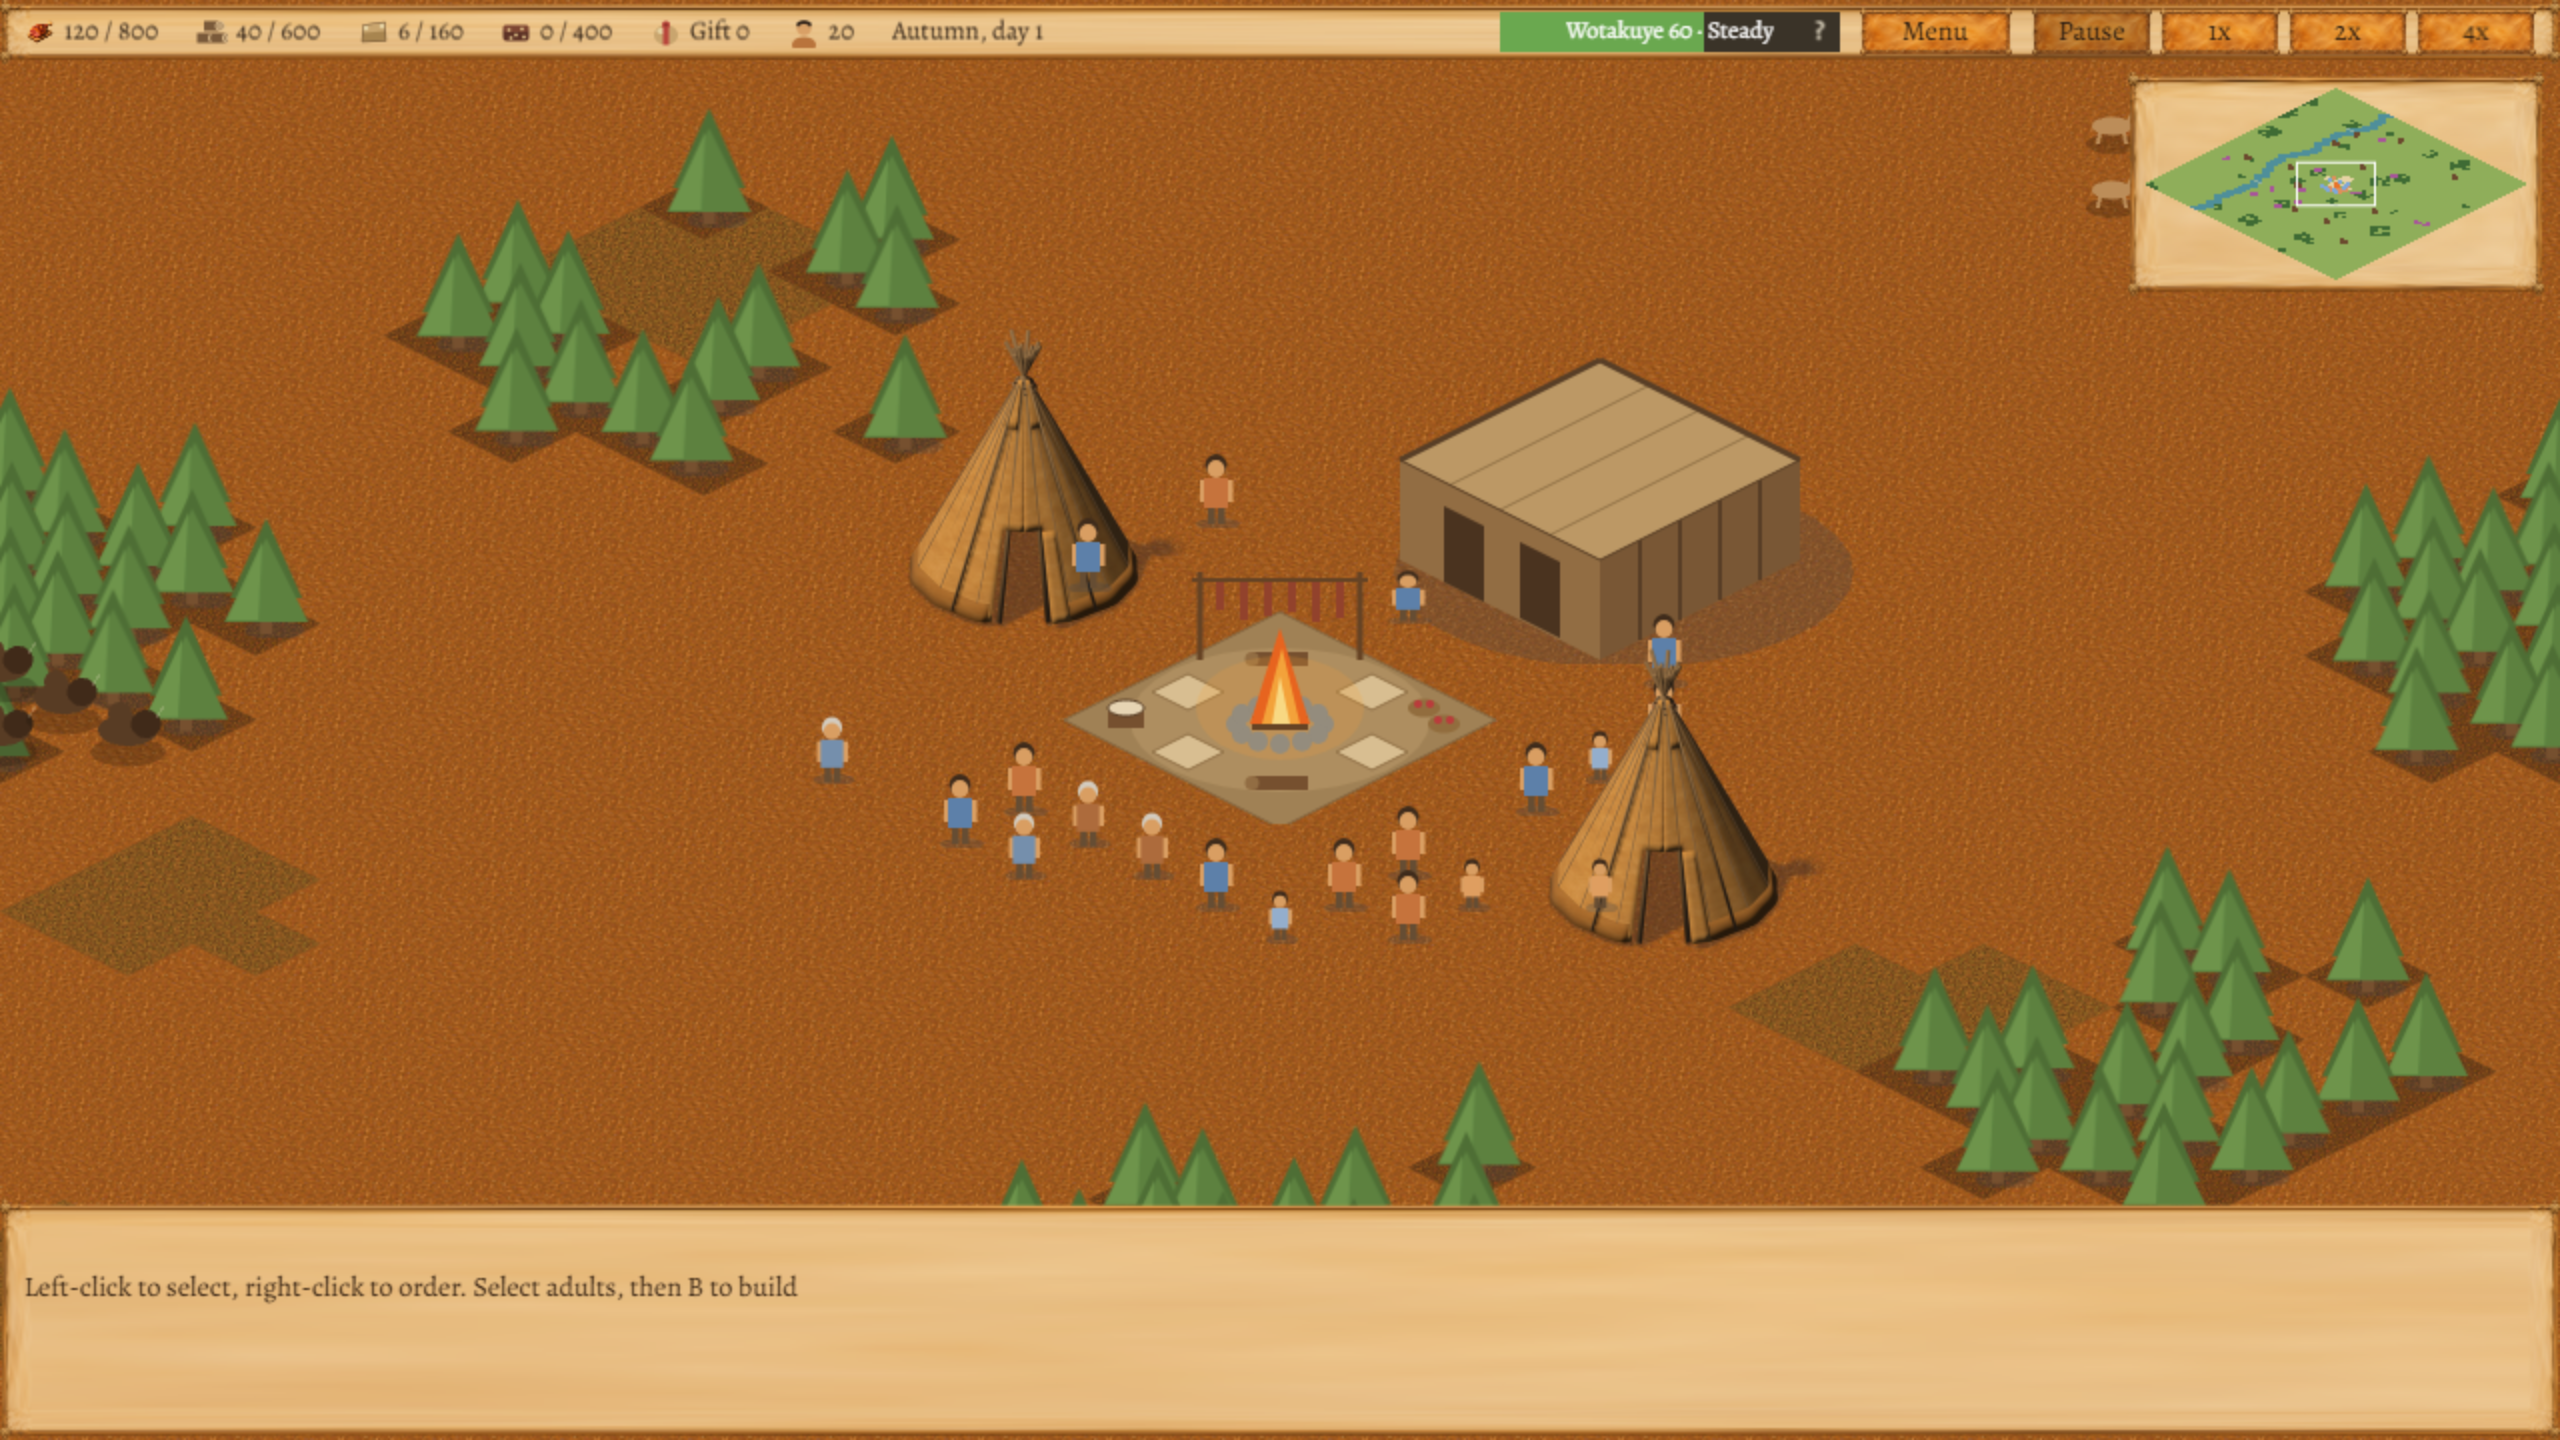 120 / 800 40 / 600 6 / 160 0 / 400 Gift 0 20 Autumn, day 1 Wotakuye 60 · Steady ? Menu Pause 1x 2x 4x
Left-click to select, right-click to order. Select adults, then B to build